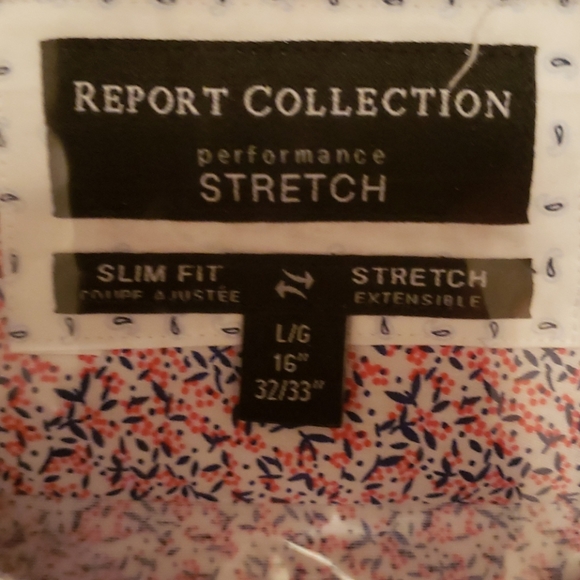 REPORT COLLECTION
performance
STRETCH
SLIM FIT
COUPE AJUSTÉE
STRETCH
EXTENSIBLE
L/G
16"
32/33"